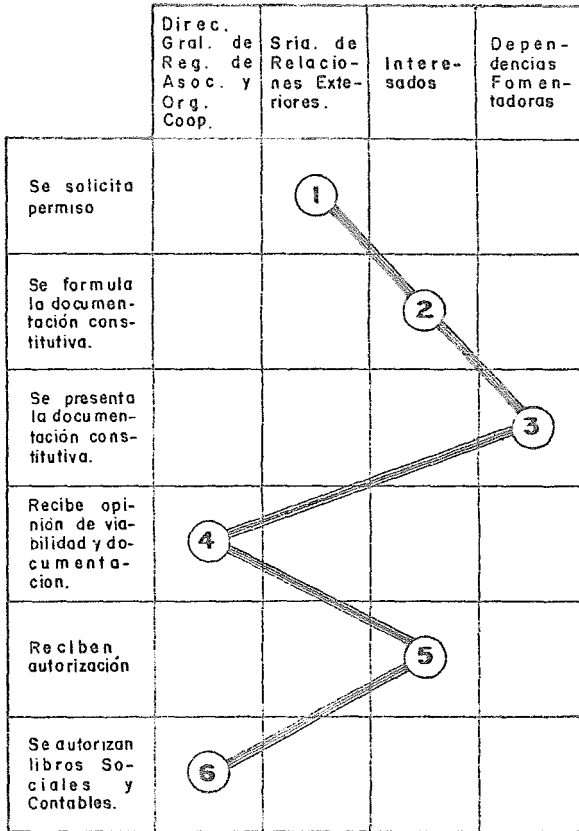 Direc.
Gral. de
Reg. de
Asoc. y
Org.
Coop.
Sria. de
Relacio-
nes Exte-
riores.
Intere-
sados
Depen-
dencias
Fomen-
tadoras
Se solicita
permiso
1
Se formula
la documen-
tación cons-
titutiva.
2
Se presenta
la documen-
tación cons-
titutiva.
3
Recibe opi-
nión de via-
bilidad y do-
cumenta-
cion.
4
Reciben
autorización
5
Se autorizan
libros So-
ciales y
Contables.
6